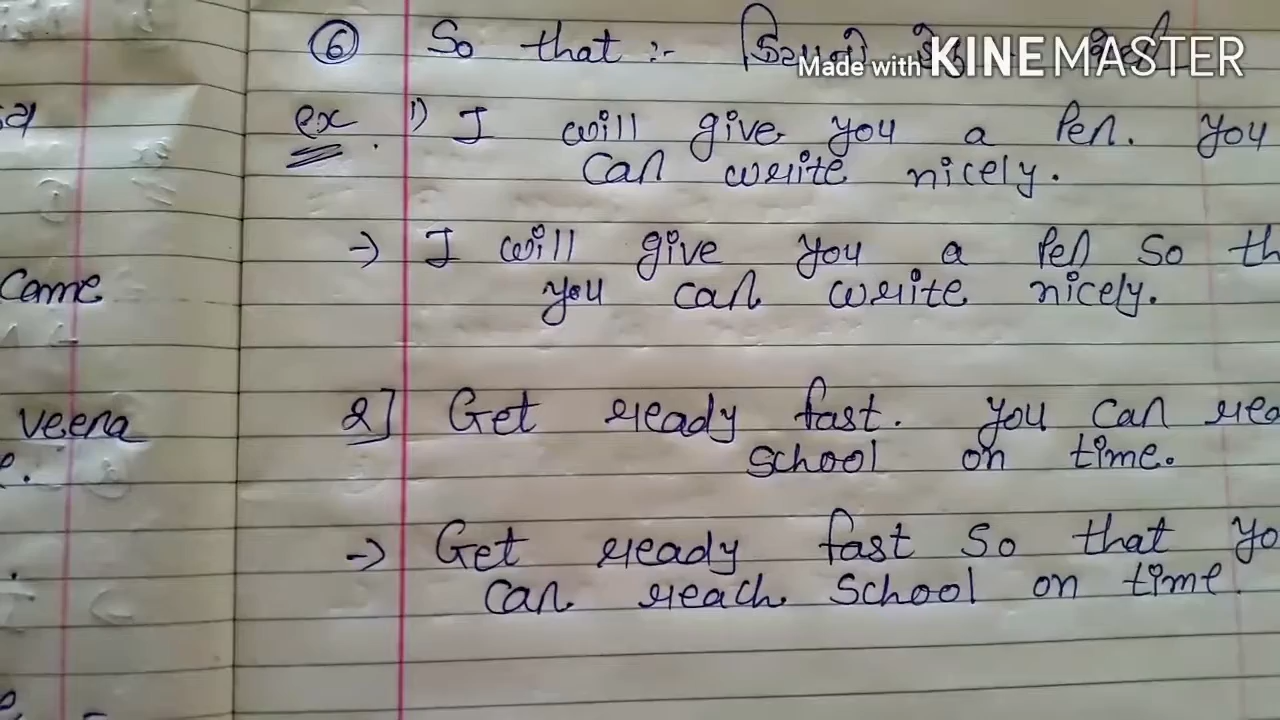 ⑥ So that :-
Made with KINEMASTER
ex. 1) I will give you a Pen. You
can write nicely.
→ I will give you a Pen so th
you can write nicely.
Came
veena
2] Get ready fast. You can rea
school on time.
→ Get ready fast so that yo
can reach school on time.